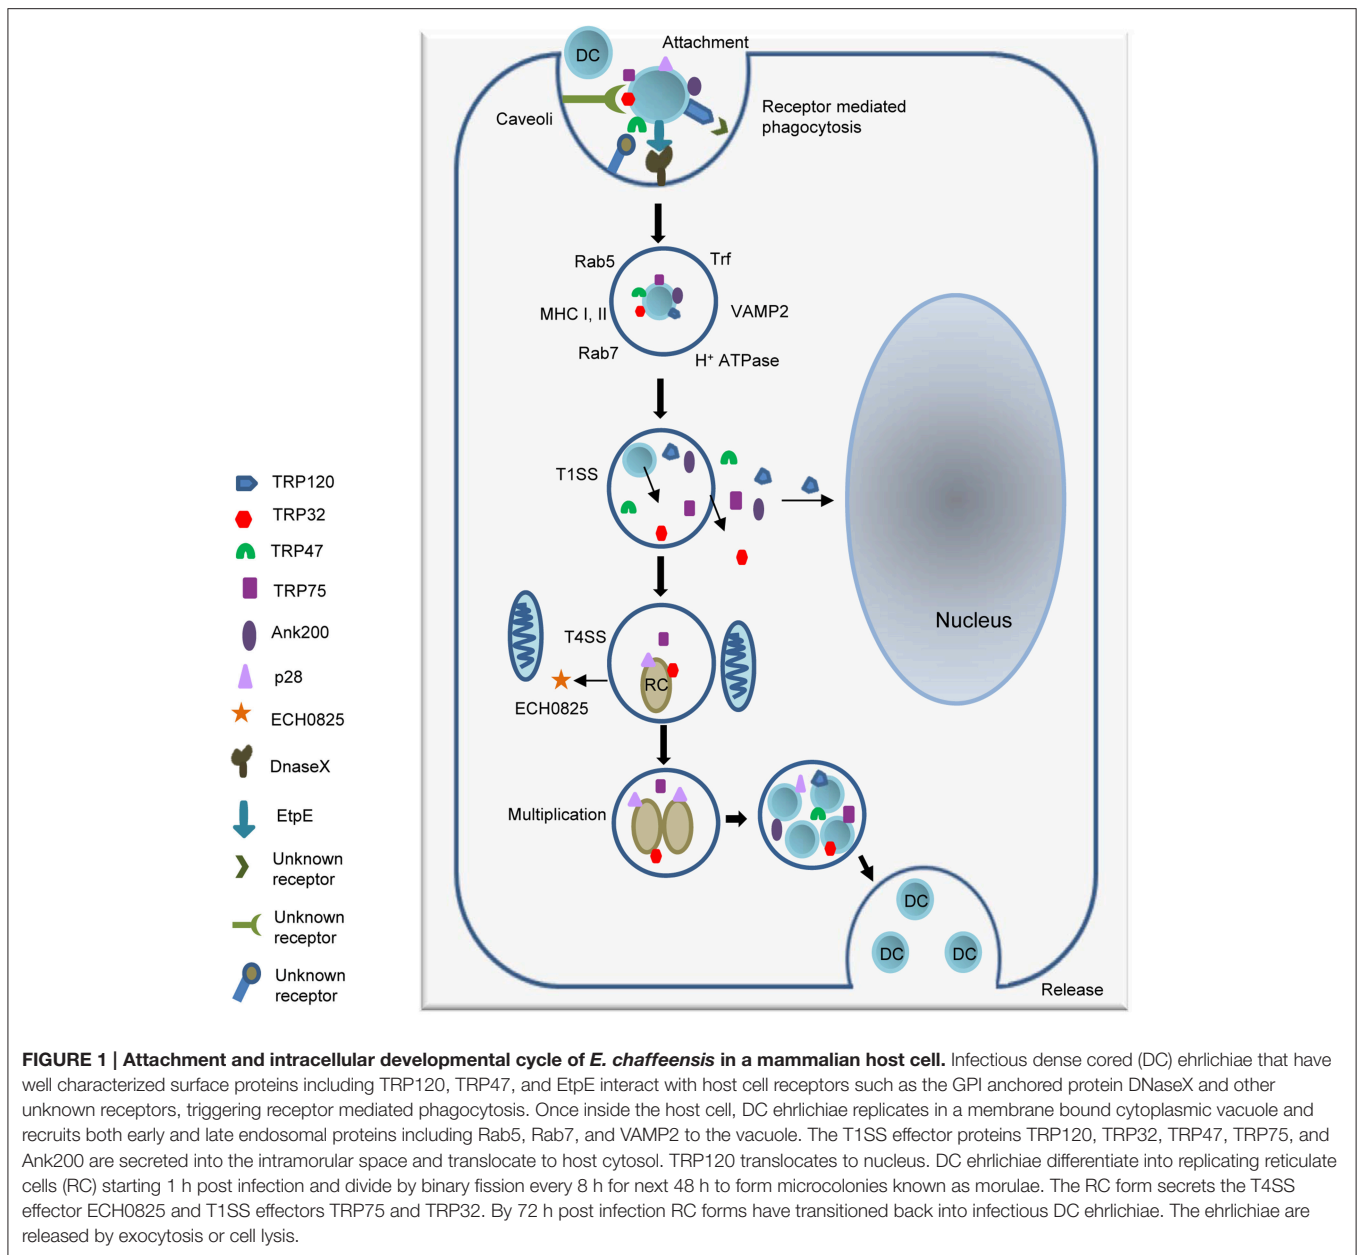 DC
Attachment
Caveoli
Receptor mediated
phagocytosis
Rab5
Trf
MHC I, II
VAMP2
Rab7
H⁺ ATPase
T1SS
Nucleus
T4SS
RC
ECH0825
Multiplication
DC
DC
DC
Release
TRP120
TRP32
TRP47
TRP75
Ank200
p28
ECH0825
DnaseX
EtpE
Unknown
receptor
Unknown
receptor
Unknown
receptor
FIGURE 1 | Attachment and intracellular developmental cycle of E. chaffeensis in a mammalian host cell. Infectious dense cored (DC) ehrlichiae that have
well characterized surface proteins including TRP120, TRP47, and EtpE interact with host cell receptors such as the GPI anchored protein DNaseX and other
unknown receptors, triggering receptor mediated phagocytosis. Once inside the host cell, DC ehrlichiae replicates in a membrane bound cytoplasmic vacuole and
recruits both early and late endosomal proteins including Rab5, Rab7, and VAMP2 to the vacuole. The T1SS effector proteins TRP120, TRP32, TRP47, TRP75, and
Ank200 are secreted into the intramorular space and translocate to host cytosol. TRP120 translocates to nucleus. DC ehrlichiae differentiate into replicating reticulate
cells (RC) starting 1 h post infection and divide by binary fission every 8 h for next 48 h to form microcolonies known as morulae. The RC form secrets the T4SS
effector ECH0825 and T1SS effectors TRP75 and TRP32. By 72 h post infection RC forms have transitioned back into infectious DC ehrlichiae. The ehrlichiae are
released by exocytosis or cell lysis.